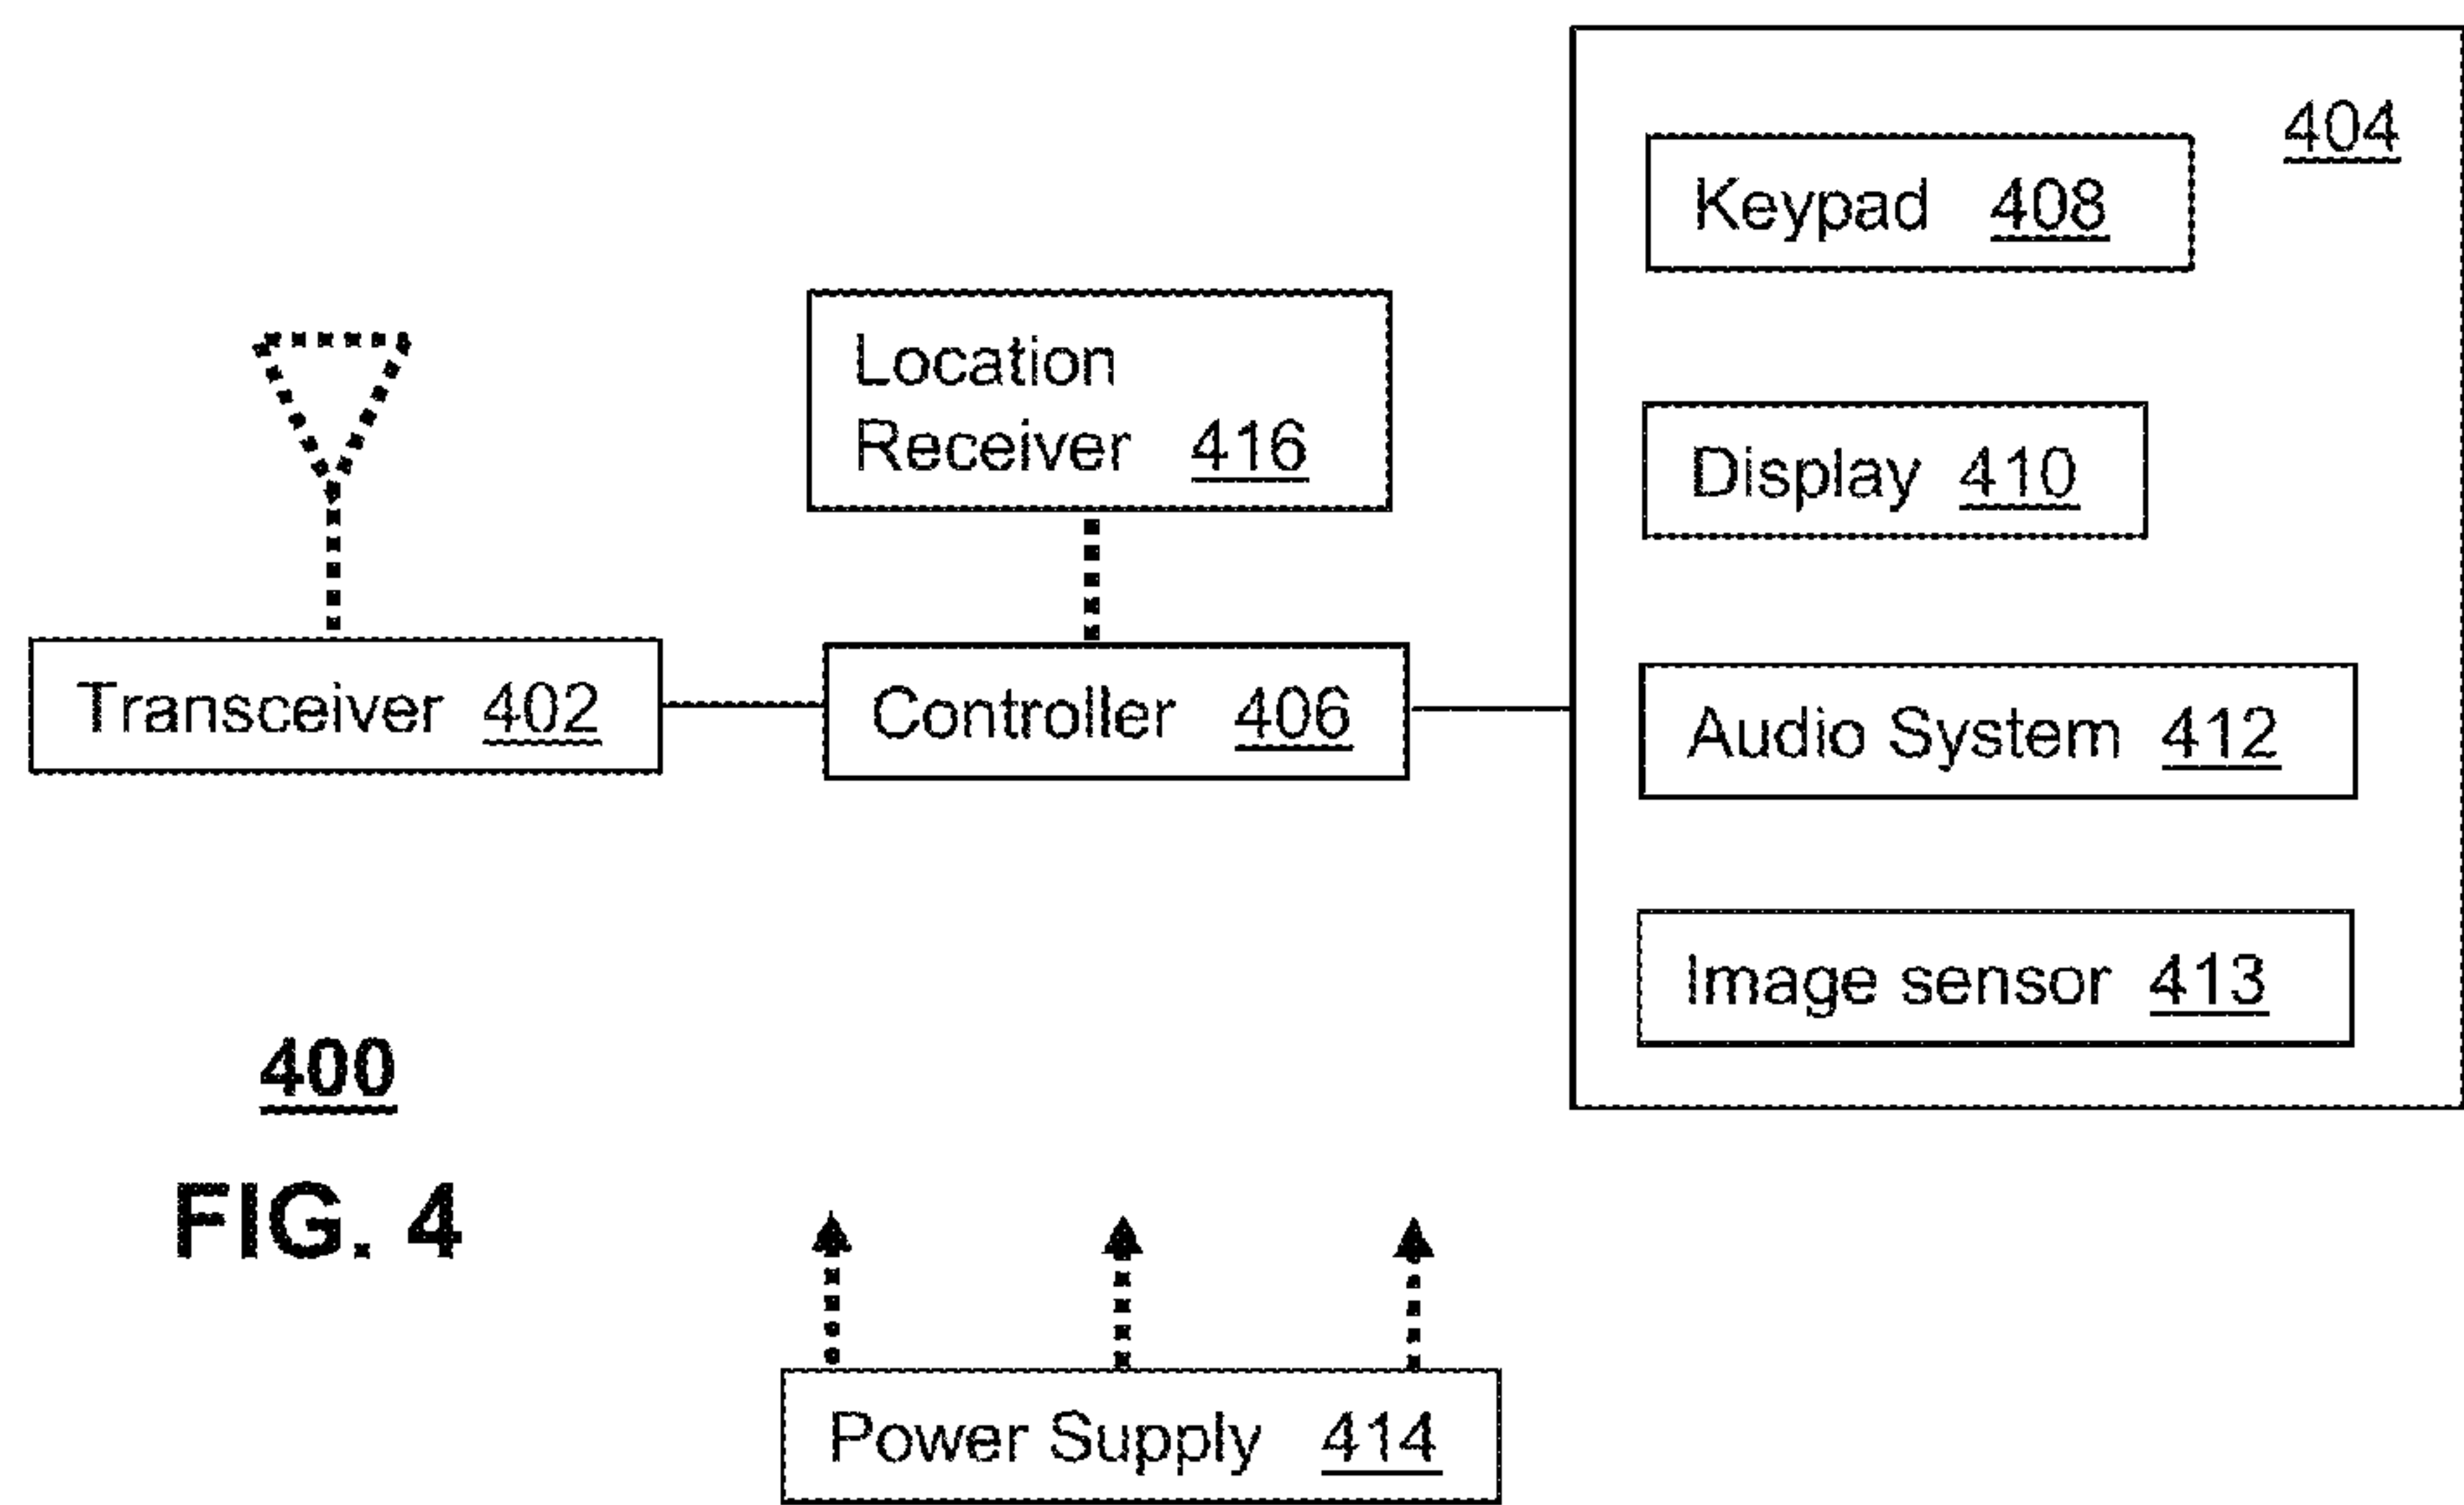 404
Keypad 408
Location
Receiver 416
Display 410
Transceiver 402
Controller 406
Audio System 412
Image sensor 413
400
FIG. 4
Power Supply 414